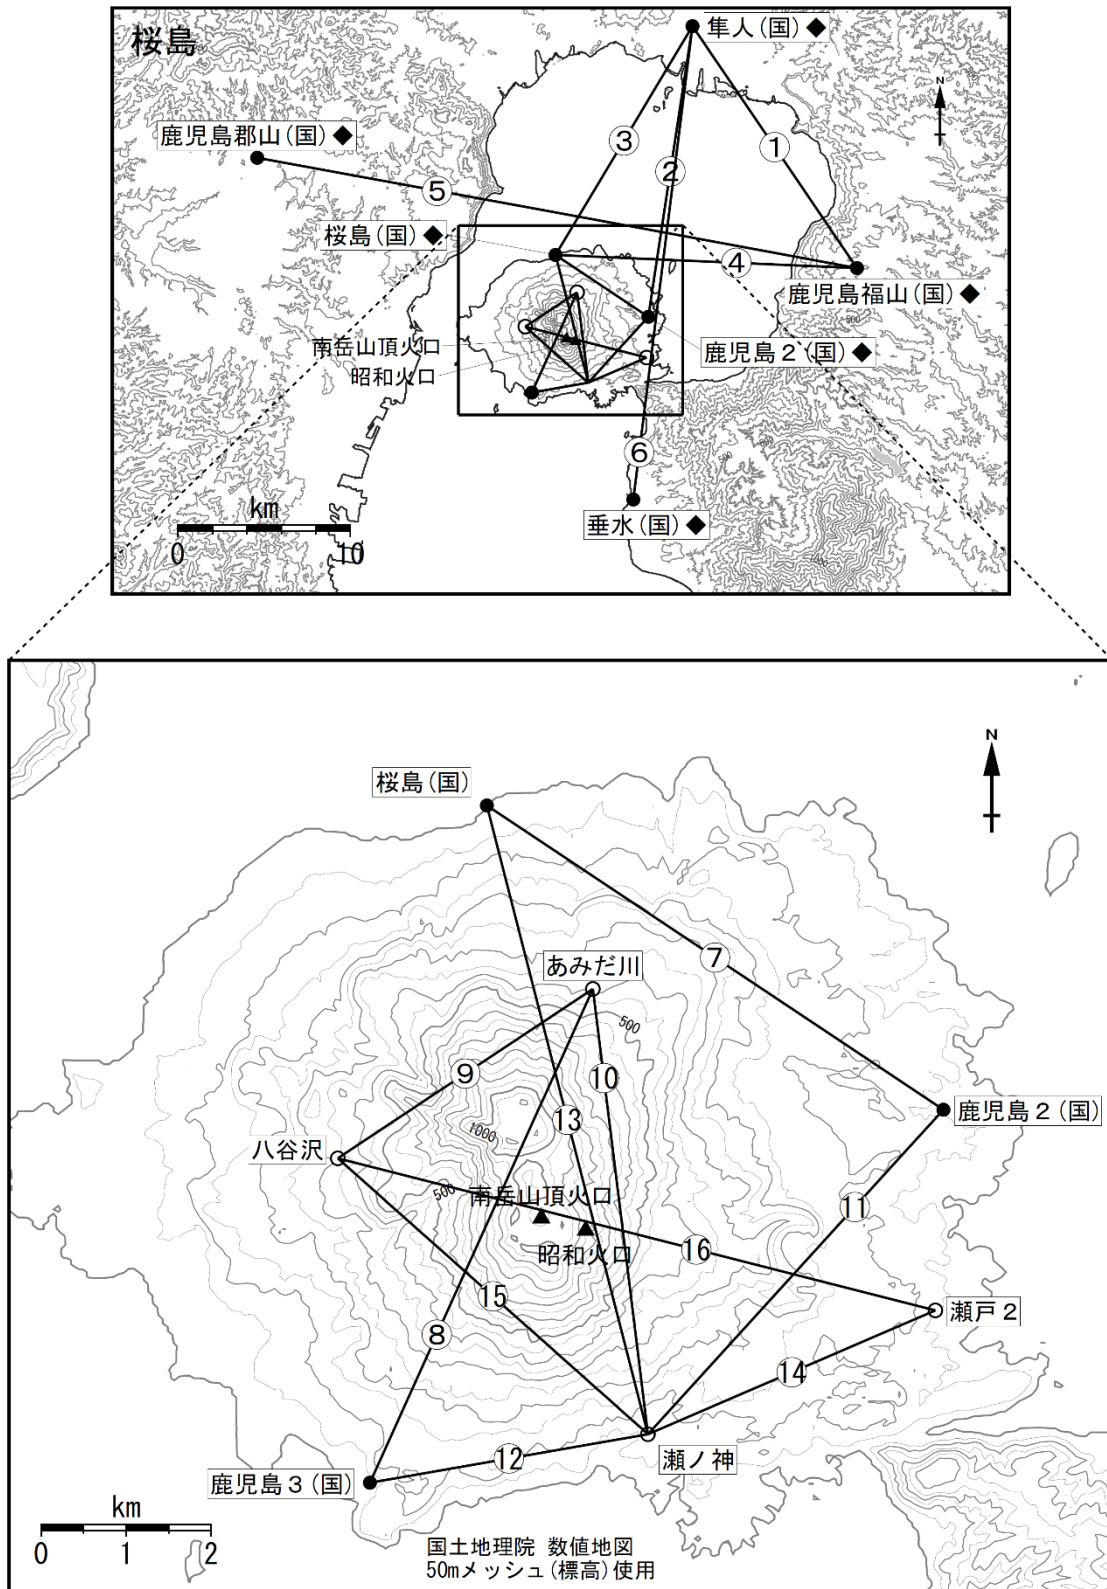 桜島
隼人(国)◆
N
鹿児島郡山(国)◆
③
①
②
⑤
桜島(国)◆
④
鹿児島福山(国)◆
500
南岳山頂火口
鹿児島2(国)◆
昭和火口
⑥
500
500
km
0 10
垂水(国)◆
N
桜島(国)
⑦
あみだ川
500
⑨
⑩
鹿児島2(国)
⑬
1000
八谷沢
500
南岳山頂火口
⑪
昭和火口
⑯
⑮
瀬戸2
⑧
⑭
瀬ノ神
⑫
鹿児島3(国)
km
0 1 2
国土地理院 数値地図
50mメッシュ(標高)使用